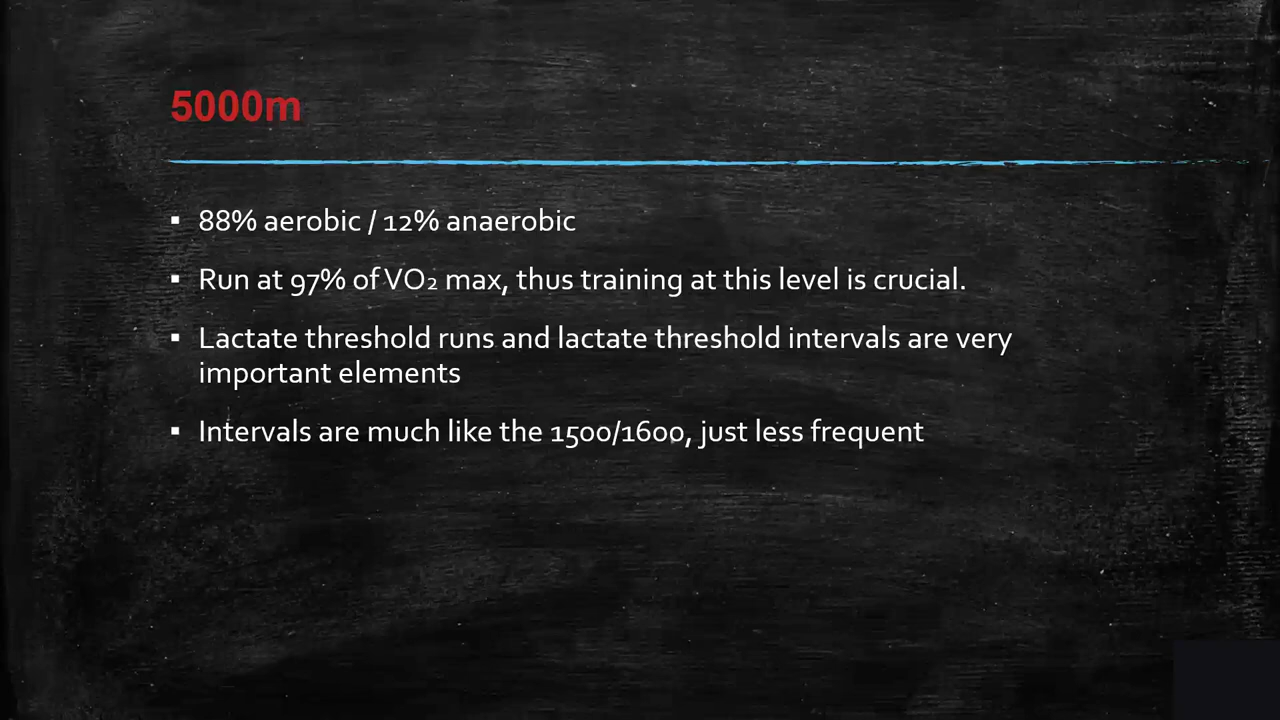 5000m
▪ 88% aerobic / 12% anaerobic
▪ Run at 97% of VO₂ max, thus training at this level is crucial.
▪ Lactate threshold runs and lactate threshold intervals are very
important elements
▪ Intervals are much like the 1500/1600, just less frequent